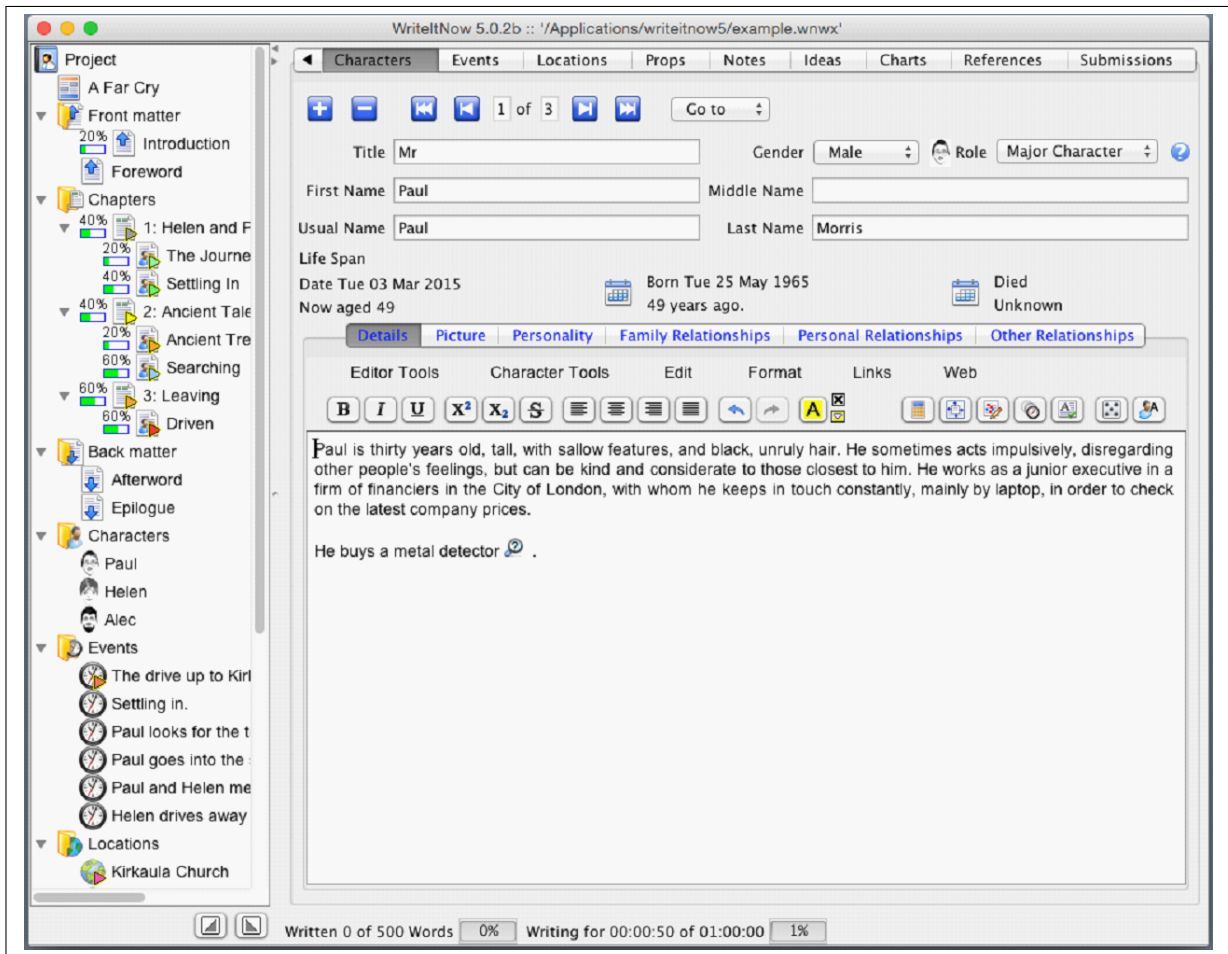 WriteItNow 5.0.2b :: '/Applications/writeitnow5/example.wnwx'
Project
A Far Cry
Front matter
20% Introduction
Foreword
Chapters
40% 1: Helen and F
20% The Journe
40% Settling In
40% 2: Ancient Tale
20% Ancient Tre
60% Searching
60% 3: Leaving
60% Driven
Back matter
Afterword
Epilogue
Characters
Paul
Helen
Alec
Events
The drive up to Kirl
Settling in.
Paul looks for the t
Paul goes into the
Paul and Helen me
Helen drives away
Locations
Kirkaula Church
Characters Events Locations Props Notes Ideas Charts References Submissions
1 of 3 Go to
Title Mr Gender Male Role Major Character
First Name Paul Middle Name
Usual Name Paul Last Name Morris
Life Span
Date Tue 03 Mar 2015 Born Tue 25 May 1965 Died
Now aged 49 49 years ago. Unknown
Details Picture Personality Family Relationships Personal Relationships Other Relationships
Editor Tools Character Tools Edit Format Links Web
B I U X² X₂ S A
Paul is thirty years old, tall, with sallow features, and black, unruly hair. He sometimes acts impulsively, disregarding
other people's feelings, but can be kind and considerate to those closest to him. He works as a junior executive in a
firm of financiers in the City of London, with whom he keeps in touch constantly, mainly by laptop, in order to check
on the latest company prices.
He buys a metal detector .
Written 0 of 500 Words 0% Writing for 00:00:50 of 01:00:00 1%